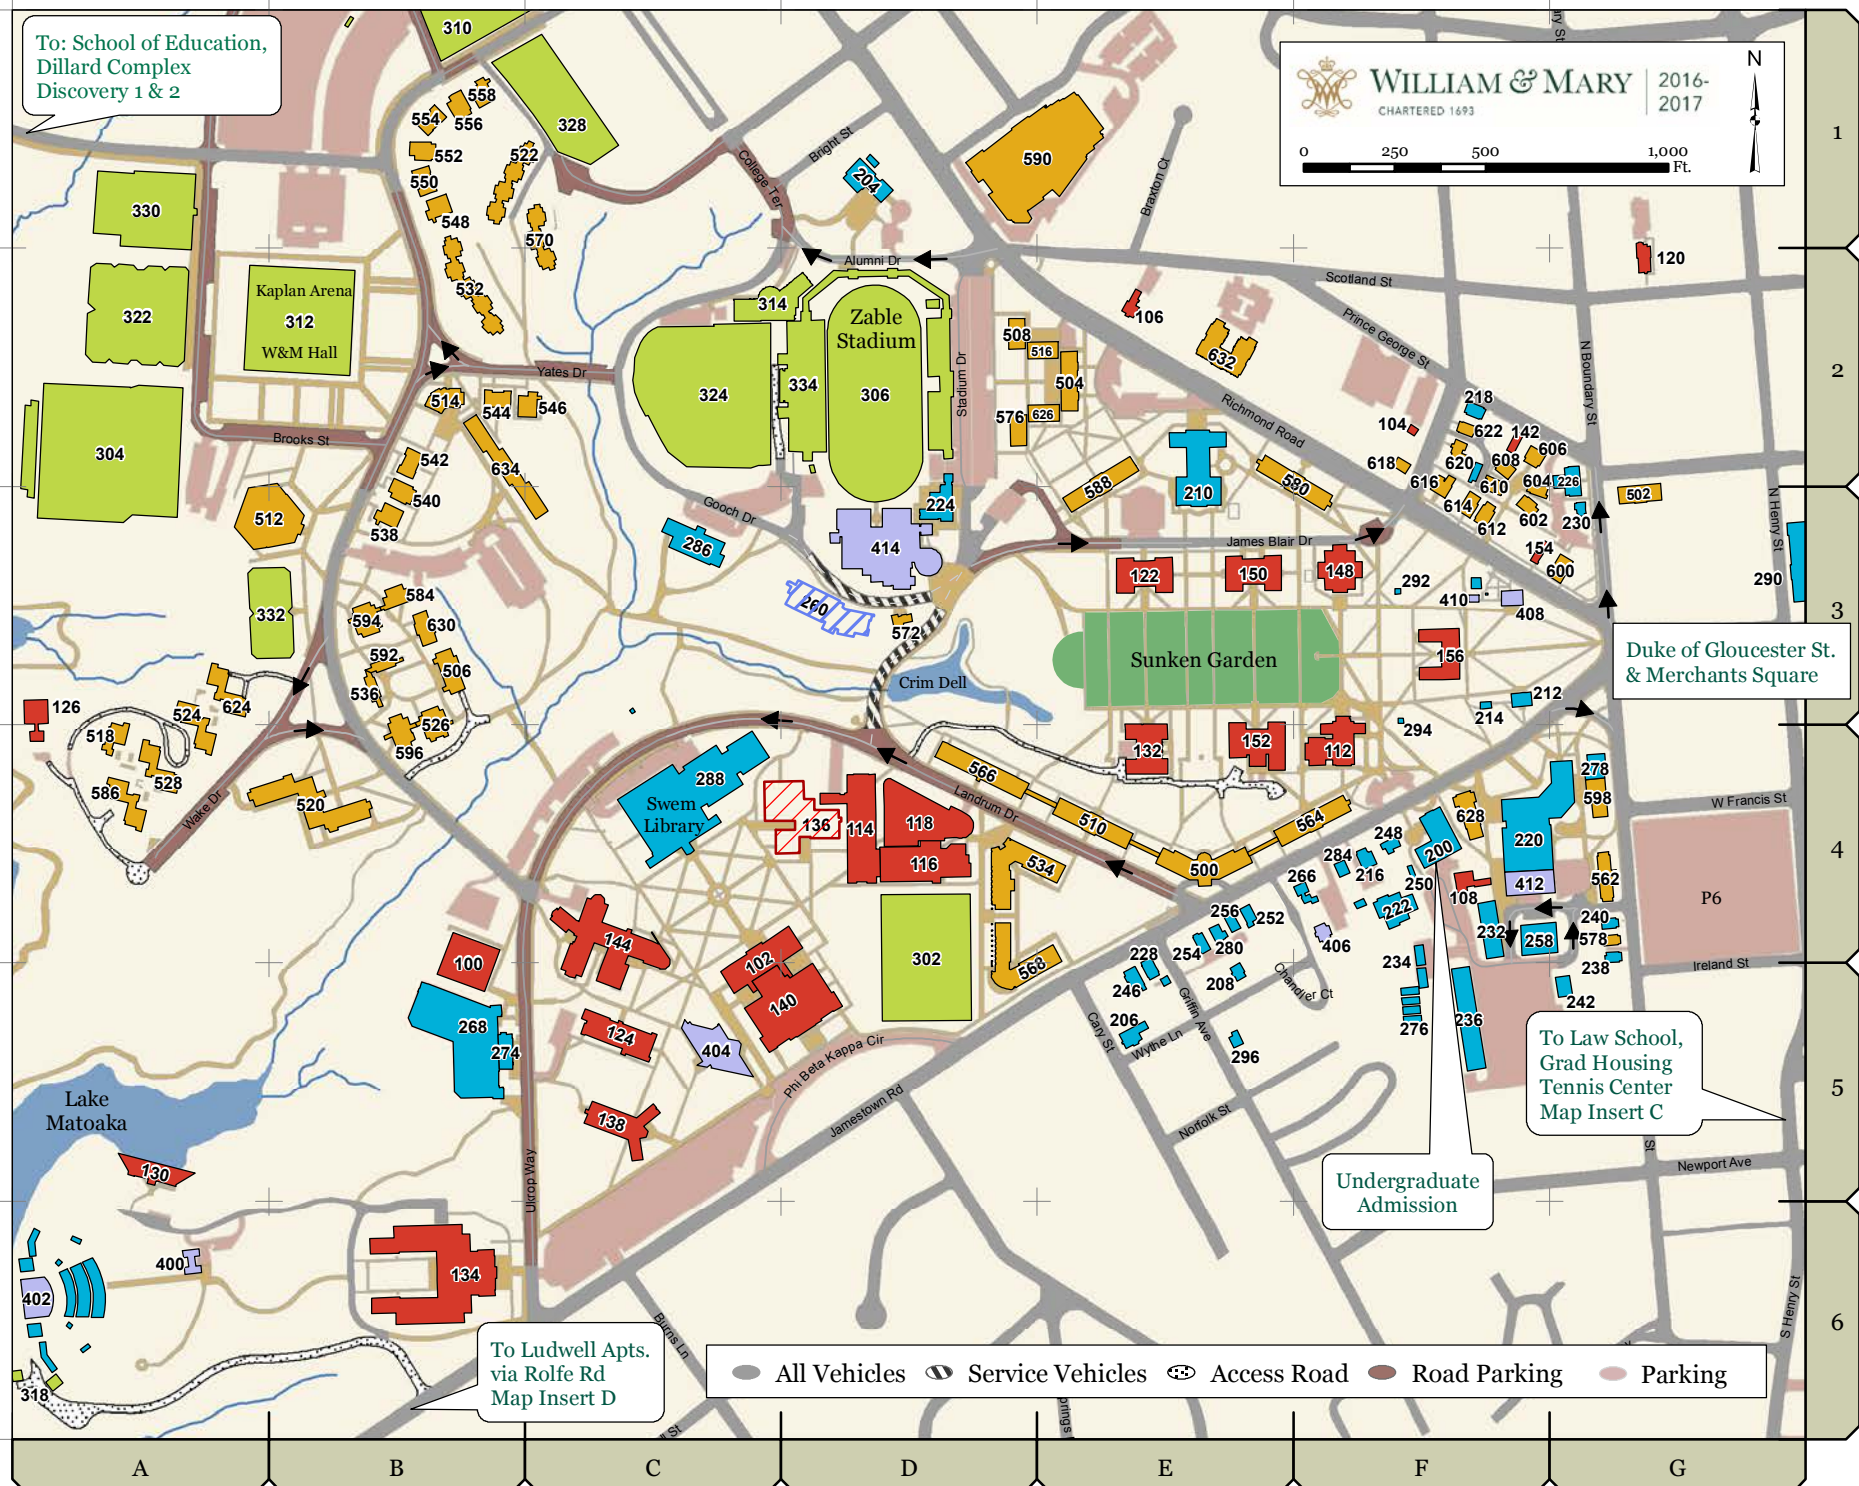 To: School of Education,
Dillard Complex
Discovery 1 & 2
310
WILLIAM & MARY
CHARTERED 1693
2016-
2017
N
0 250 500 1,000
Ft.
1
558
554
556
328
552
522
550
548
570
532
330
College Ter
Bright St
204
590
Braxton Ct
120
Alumni Dr
Scotland St
322
Kaplan Arena
312
W&M Hall
314
Zable
Stadium
324
334
306
Stadium Dr
508
516
504
576
626
106
632
Prince George St
N Boundary St
2
Yates Dr
514
544
546
Brooks St
304
542
634
540
538
512
Richmond Road
218
104
622
142
606
618
620
608
616
610
604
226
614
612
602
230
502
N Henry St
588
210
580
224
Gooch Dr
286
414
260
572
James Blair Dr
122
150
148
154
600
292
410
408
290
3
332
584
594
630
592
506
536
526
596
Sunken Garden
Crim Dell
156
212
214
294
Duke of Gloucester St.
& Merchants Square
126
624
524
518
528
586
520
Wake Dr
132
152
112
288
Swem
Library
136
114
118
116
566
Landrum Dr
510
564
500
534
278
598
W Francis St
628
248
200
220
284
216
250
266
222
108
412
562
P6
4
256
252
240
232
258
578
406
254
280
238
234
228
246
208
Chandler Ct
242
Ireland St
144
100
102
140
302
568
268
274
124
404
Phi Beta Kappa Cir
206
Cary St
Griffin Ave
Wythe Ln
296
276
236
To Law School,
Grad Housing
Tennis Center
Map Insert C
5
Lake
Matoaka
138
Jamestown Rd
Norfolk St
St
Newport Ave
130
Ukrop Way
Undergraduate
Admission
400
402
134
318
Burns Ln
S Henry St
6
To Ludwell Apts.
via Rolfe Rd
Map Insert D
All Vehicles Service Vehicles Access Road Road Parking Parking
A B C D E F G